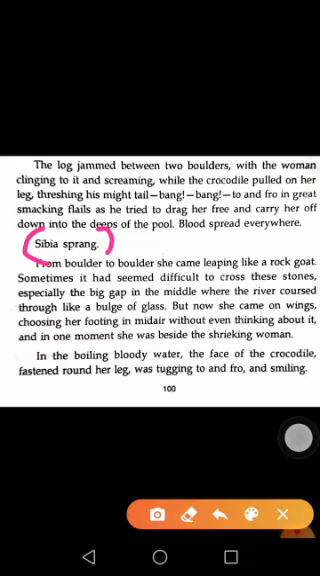 The log jammed between two boulders, with the woman
clinging to it and screaming, while the crocodile pulled on her
leg, threshing his might tail—bang!—bang!—to and fro in great
smacking flails as he tried to drag her free and carry her off
down into the deeps of the pool. Blood spread everywhere.
Sibia sprang.
From boulder to boulder she came leaping like a rock goat.
Sometimes it had seemed difficult to cross these stones,
especially the big gap in the middle where the river coursed
through like a bulge of glass. But now she came on wings,
choosing her footing in midair without even thinking about it,
and in one moment she was beside the shrieking woman.
In the boiling bloody water, the face of the crocodile,
fastened round her leg, was tugging to and fro, and smiling.
100